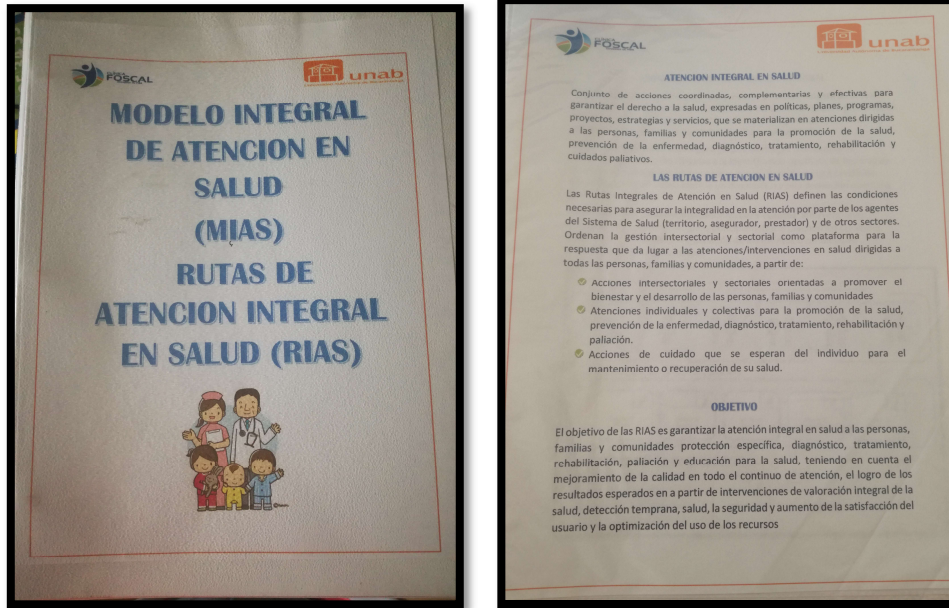 FOSCAL
unab
MODELO INTEGRAL
DE ATENCION EN
SALUD
(MIAS)
RUTAS DE
ATENCION INTEGRAL
EN SALUD (RIAS)
FOSCAL
unab
ATENCION INTEGRAL EN SALUD
Conjunto de acciones coordinadas, complementarias y efectivas para
garantizar el derecho a la salud, expresadas en políticas, planes, programas,
proyectos, estrategias y servicios, que se materializan en atenciones dirigidas
a las personas, familias y comunidades para la promoción de la salud,
prevención de la enfermedad, diagnóstico, tratamiento, rehabilitación y
cuidados paliativos.
LAS RUTAS DE ATENCION EN SALUD
Las Rutas Integrales de Atención en Salud (RIAS) definen las condiciones
necesarias para asegurar la integralidad en la atención por parte de los agentes
del Sistema de Salud (territorio, asegurador, prestador) y de otros sectores.
Ordenan la gestión intersectorial y sectorial como plataforma para la
respuesta que da lugar a las atenciones/intervenciones en salud dirigidas a
todas las personas, familias y comunidades, a partir de:
Acciones intersectoriales y sectoriales orientadas a promover el
bienestar y el desarrollo de las personas, familias y comunidades
Atenciones individuales y colectivas para la promoción de la salud,
prevención de la enfermedad, diagnóstico, tratamiento, rehabilitación y
paliación.
Acciones de cuidado que se esperan del individuo para el
mantenimiento o recuperación de su salud.
OBJETIVO
El objetivo de las RIAS es garantizar la atención integral en salud a las personas,
familias y comunidades protección específica, diagnóstico, tratamiento,
rehabilitación, paliación y educación para la salud, teniendo en cuenta el
mejoramiento de la calidad en todo el continuo de atención, el logro de los
resultados esperados en a partir de intervenciones de valoración integral de la
salud, detección temprana, salud, la seguridad y aumento de la satisfacción del
usuario y la optimización del uso de los recursos